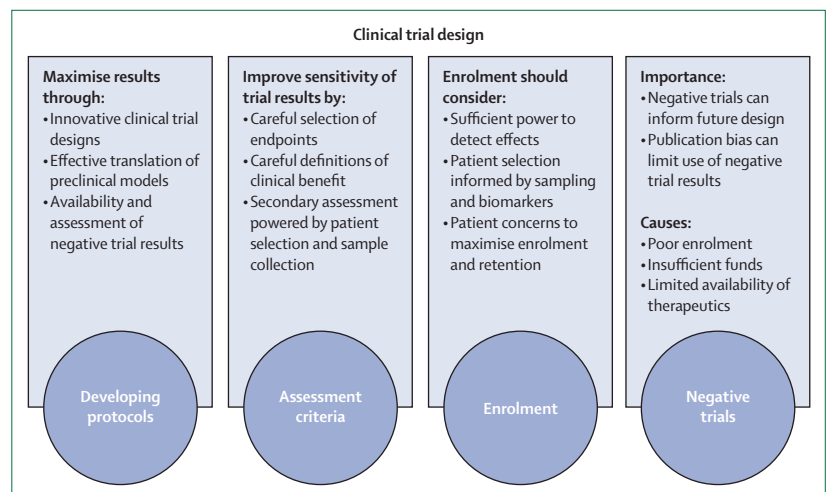 Clinical trial design
Maximise results
through:
•Innovative clinical trial
designs
•Effective translation of
preclinical models
•Availability and
assessment of
negative trial results
Developing
protocols
Improve sensitivity of
trial results by:
•Careful selection of
endpoints
•Careful definitions of
clinical benefit
•Secondary assessment
powered by patient
selection and sample
collection
Assessment
criteria
Enrolment should
consider:
•Sufficient power to
detect effects
•Patient selection
informed by sampling
and biomarkers
•Patient concerns to
maximise enrolment
and retention
Enrolment
Importance:
•Negative trials can
inform future design
•Publication bias can
limit use of negative
trial results
Causes:
•Poor enrolment
•Insufficient funds
•Limited availability of
therapeutics
Negative
trials